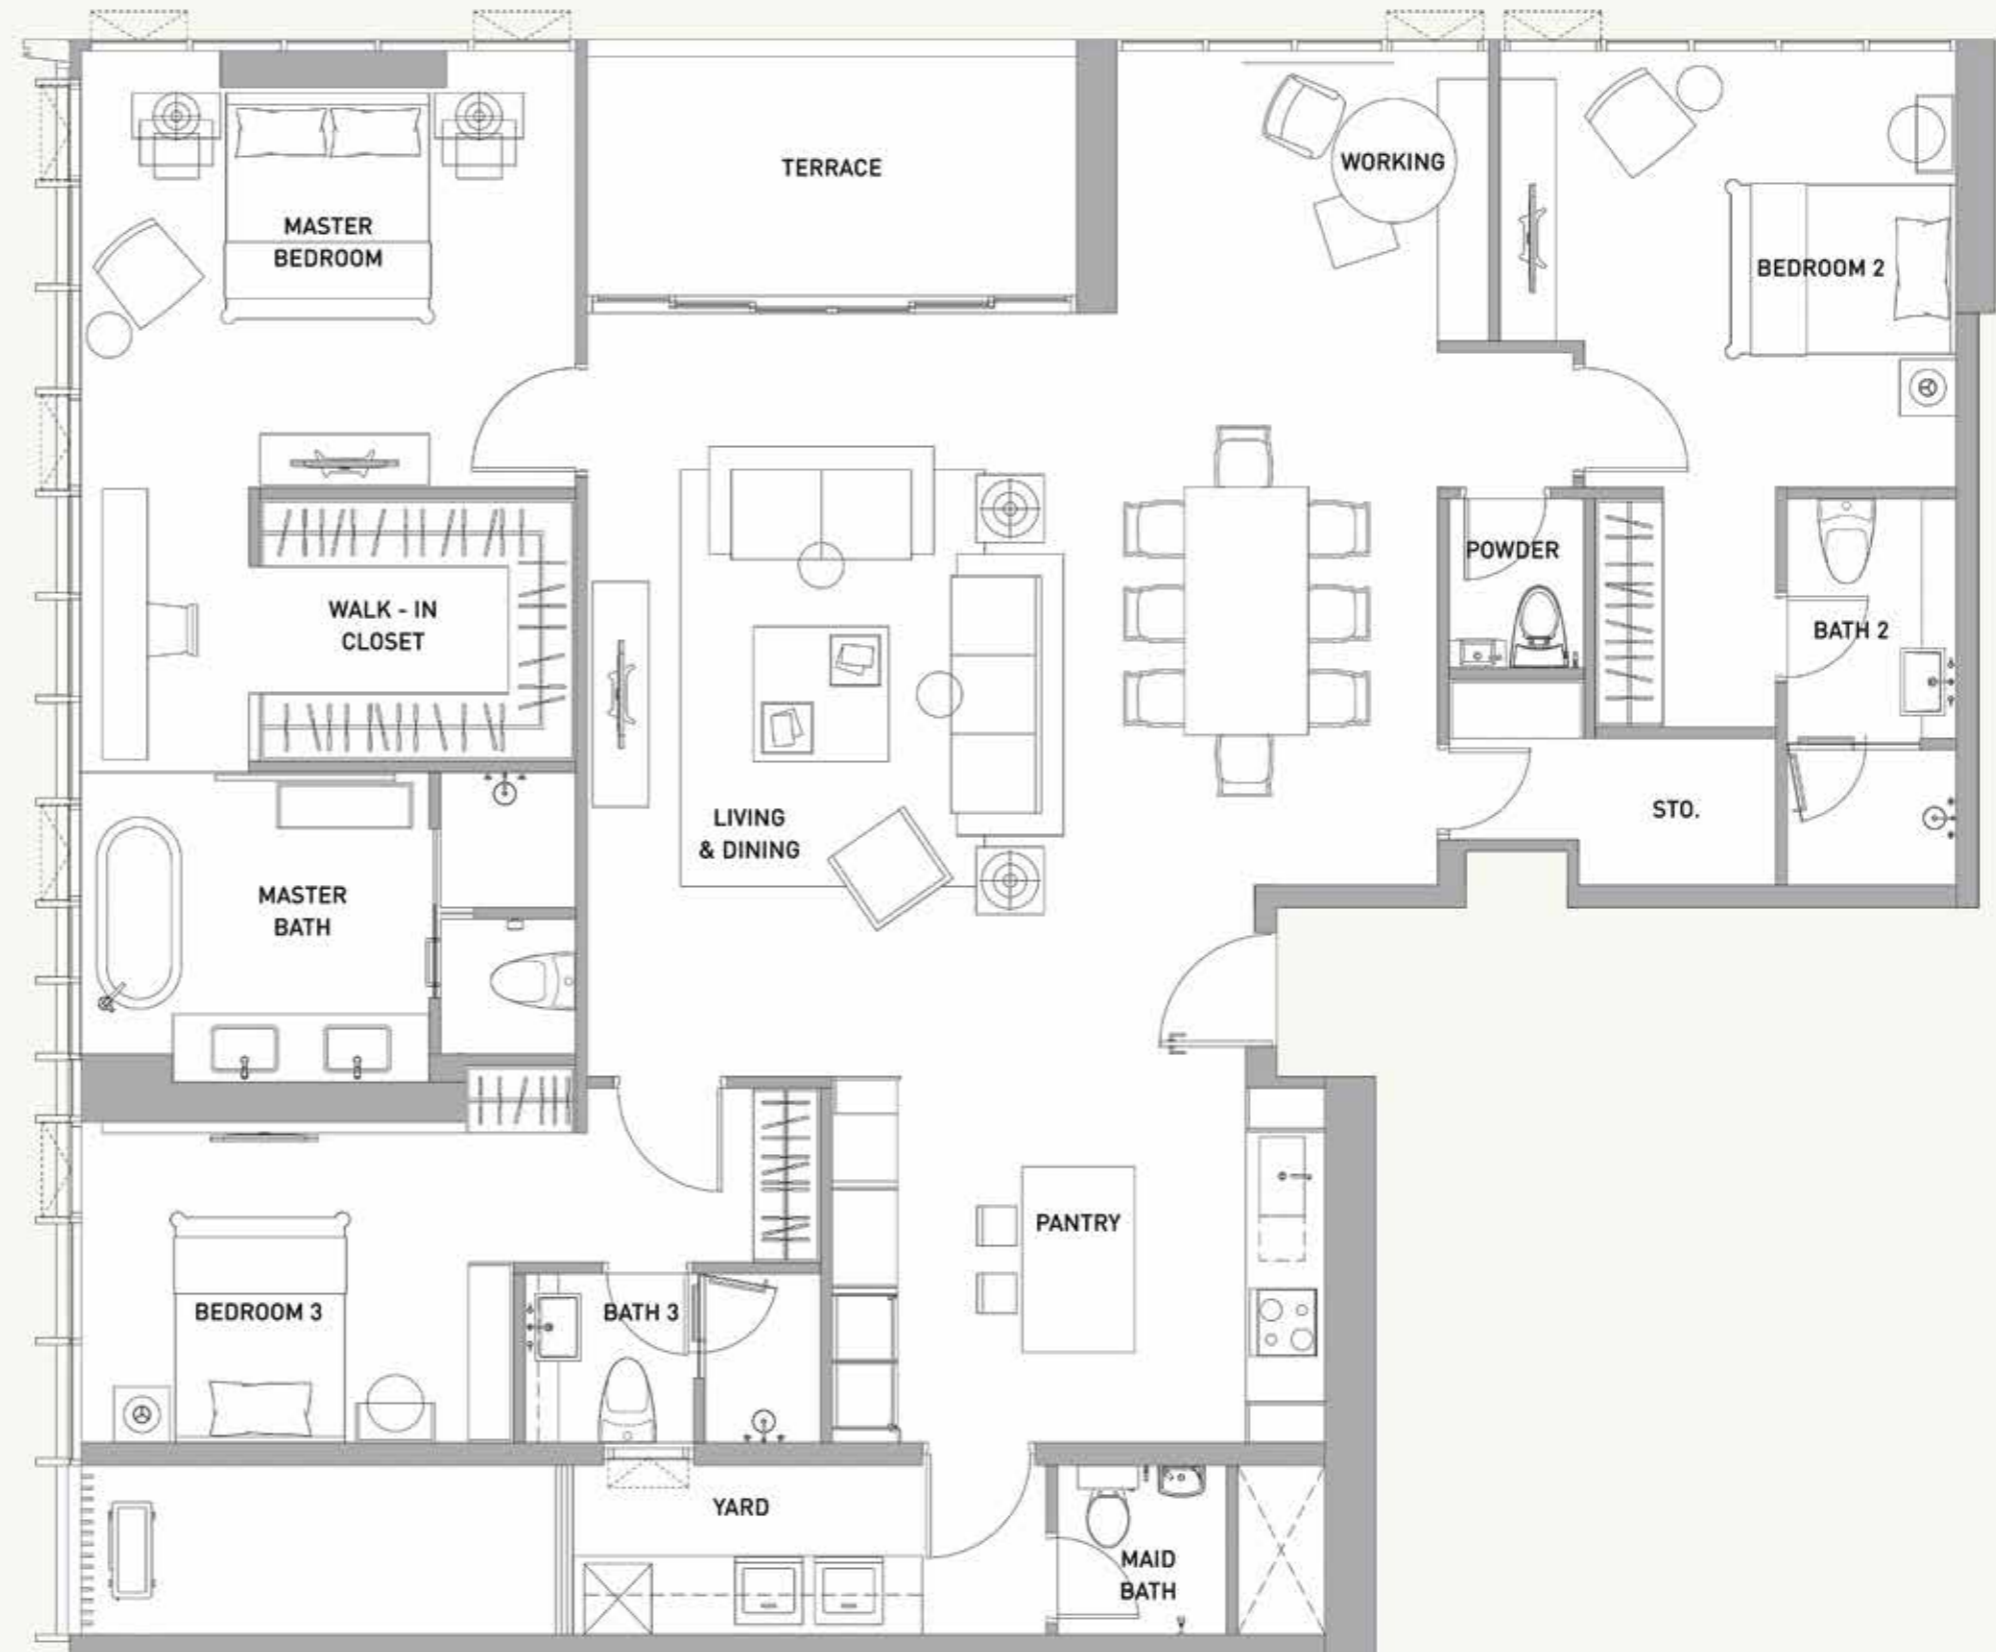 TERRACE
WORKING
MASTER
BEDROOM
BEDROOM 2
POWDER
WALK - IN
CLOSET
BATH 2
LIVING
& DINING
STO.
MASTER
BATH
PANTRY
BEDROOM 3
BATH 3
YARD
MAID
BATH